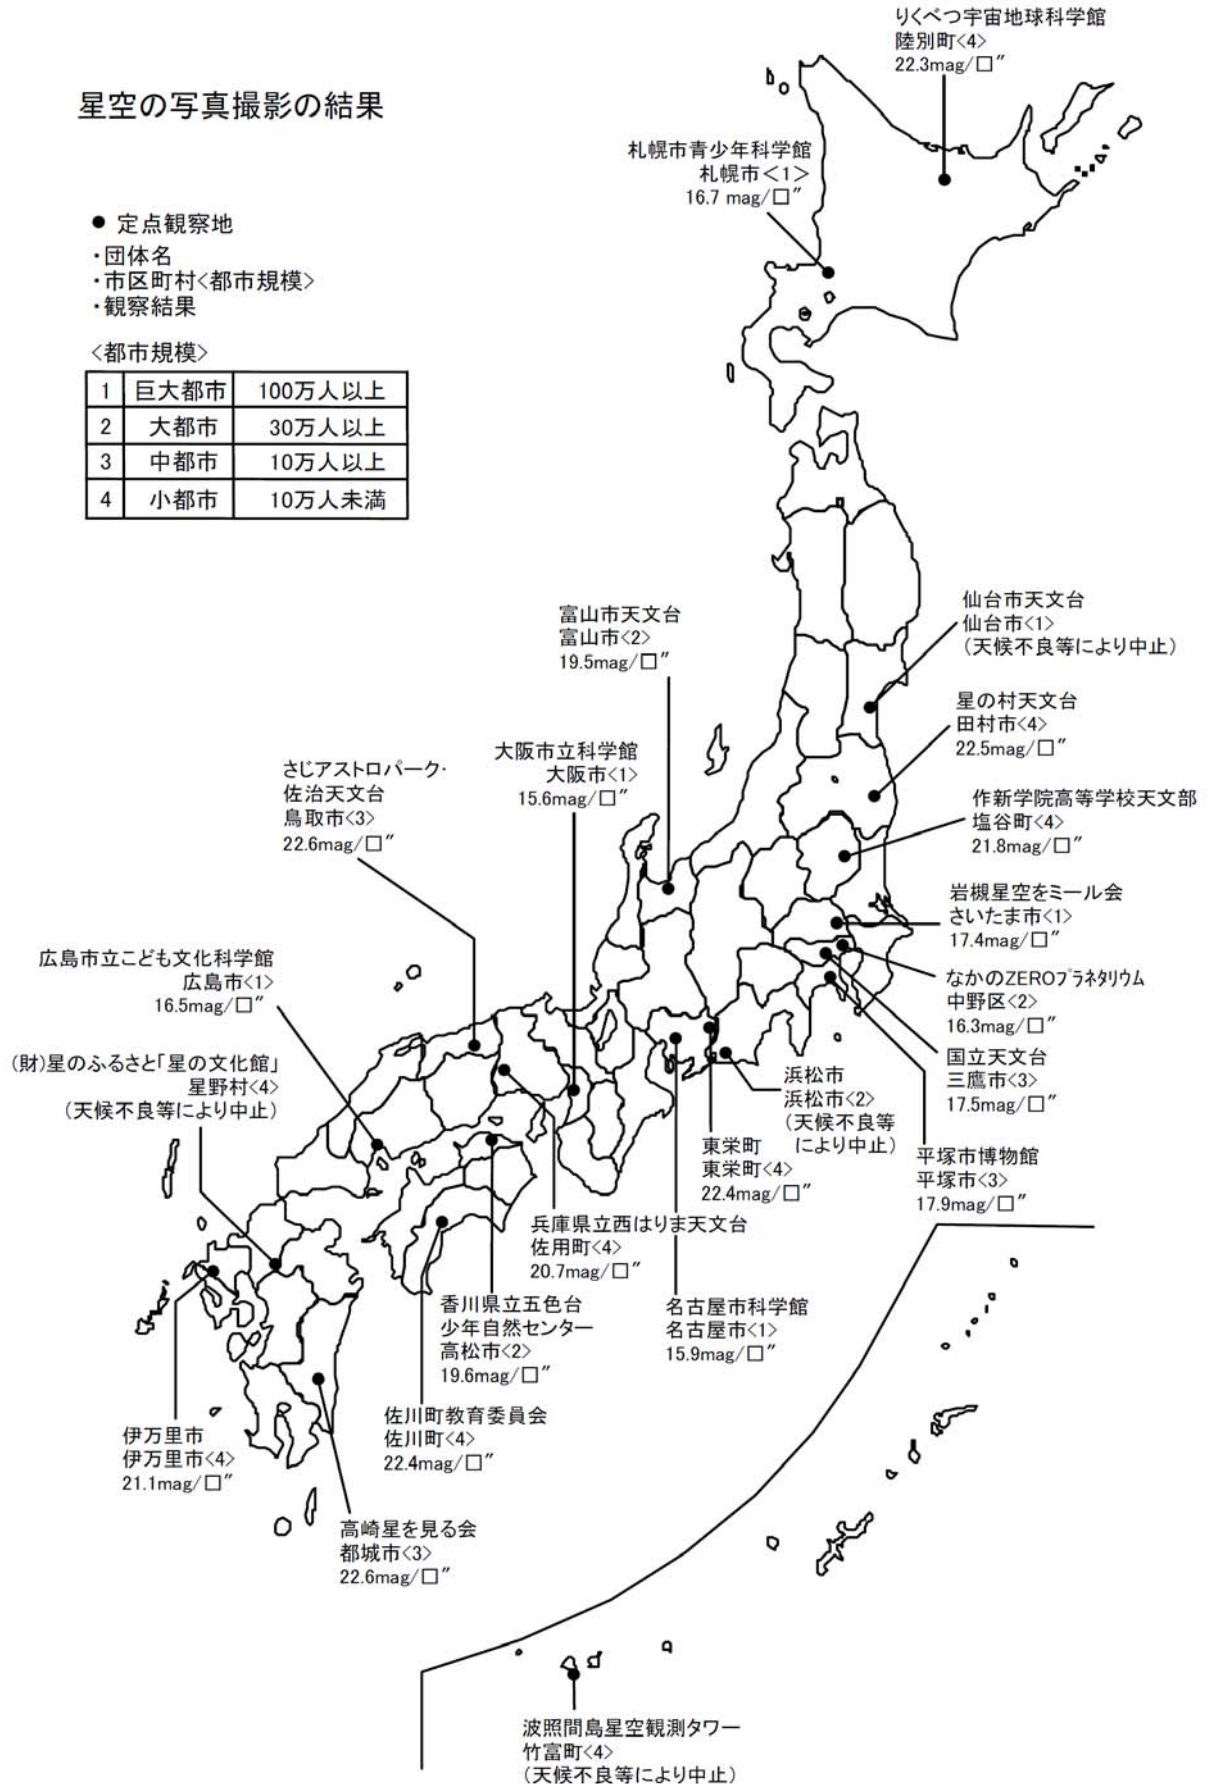 りくべつ宇宙地球科学館
陸別町<4>
22.3mag/□″
星空の写真撮影の結果
札幌市青少年科学館
札幌市<1>
16.7 mag/□″
● 定点観察地
・団体名
・市区町村<都市規模>
・観察結果
<都市規模>
1 巨大都市 100万人以上
2 大都市 30万人以上
3 中都市 10万人以上
4 小都市 10万人未満
仙台市天文台
仙台市<1>
(天候不良等により中止)
富山市天文台
富山市<2>
19.5mag/□″
星の村天文台
田村市<4>
22.5mag/□″
大阪市立科学館
大阪市<1>
15.6mag/□″
さじアストロパーク・
佐治天文台
鳥取市<3>
22.6mag/□″
作新学院高等学校天文部
塩谷町<4>
21.8mag/□″
岩槻星空をミール会
さいたま市<1>
17.4mag/□″
広島市立こども文化科学館
広島市<1>
16.5mag/□″
なかのZEROプラネタリウム
中野区<2>
16.3mag/□″
(財)星のふるさと「星の文化館」
星野村<4>
(天候不良等により中止)
国立天文台
三鷹市<3>
17.5mag/□″
浜松市
浜松市<2>
(天候不良等
により中止)
東栄町
東栄町<4>
22.4mag/□″
平塚市博物館
平塚市<3>
17.9mag/□″
兵庫県立西はりま天文台
佐用町<4>
20.7mag/□″
香川県立五色台
少年自然センター
高松市<2>
19.6mag/□″
名古屋市科学館
名古屋市<1>
15.9mag/□″
佐川町教育委員会
佐川町<4>
22.4mag/□″
伊万里市
伊万里市<4>
21.1mag/□″
高崎星を見る会
都城市<3>
22.6mag/□″
波照間島星空観測タワー
竹富町<4>
(天候不良等により中止)